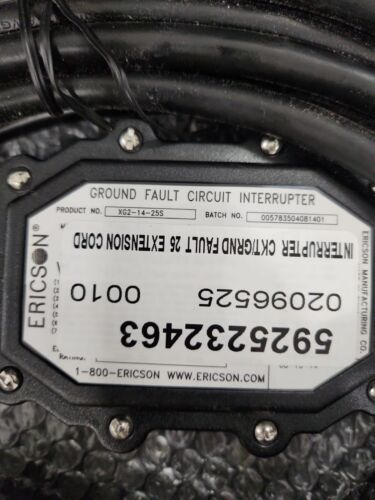 GROUND FAULT CIRCUIT INTERRUPTER
PRODUCT NO. XG2-14-25S BATCH NO. 005783504081401
ERICSON®
ERICSON MANUFACTURING CO.
5925232463
02096525 0010
INTERRUPTER CKT/GRND FAULT 25 EXTENSION CORD
1-800-ERICSON WWW.ERICSON.COM